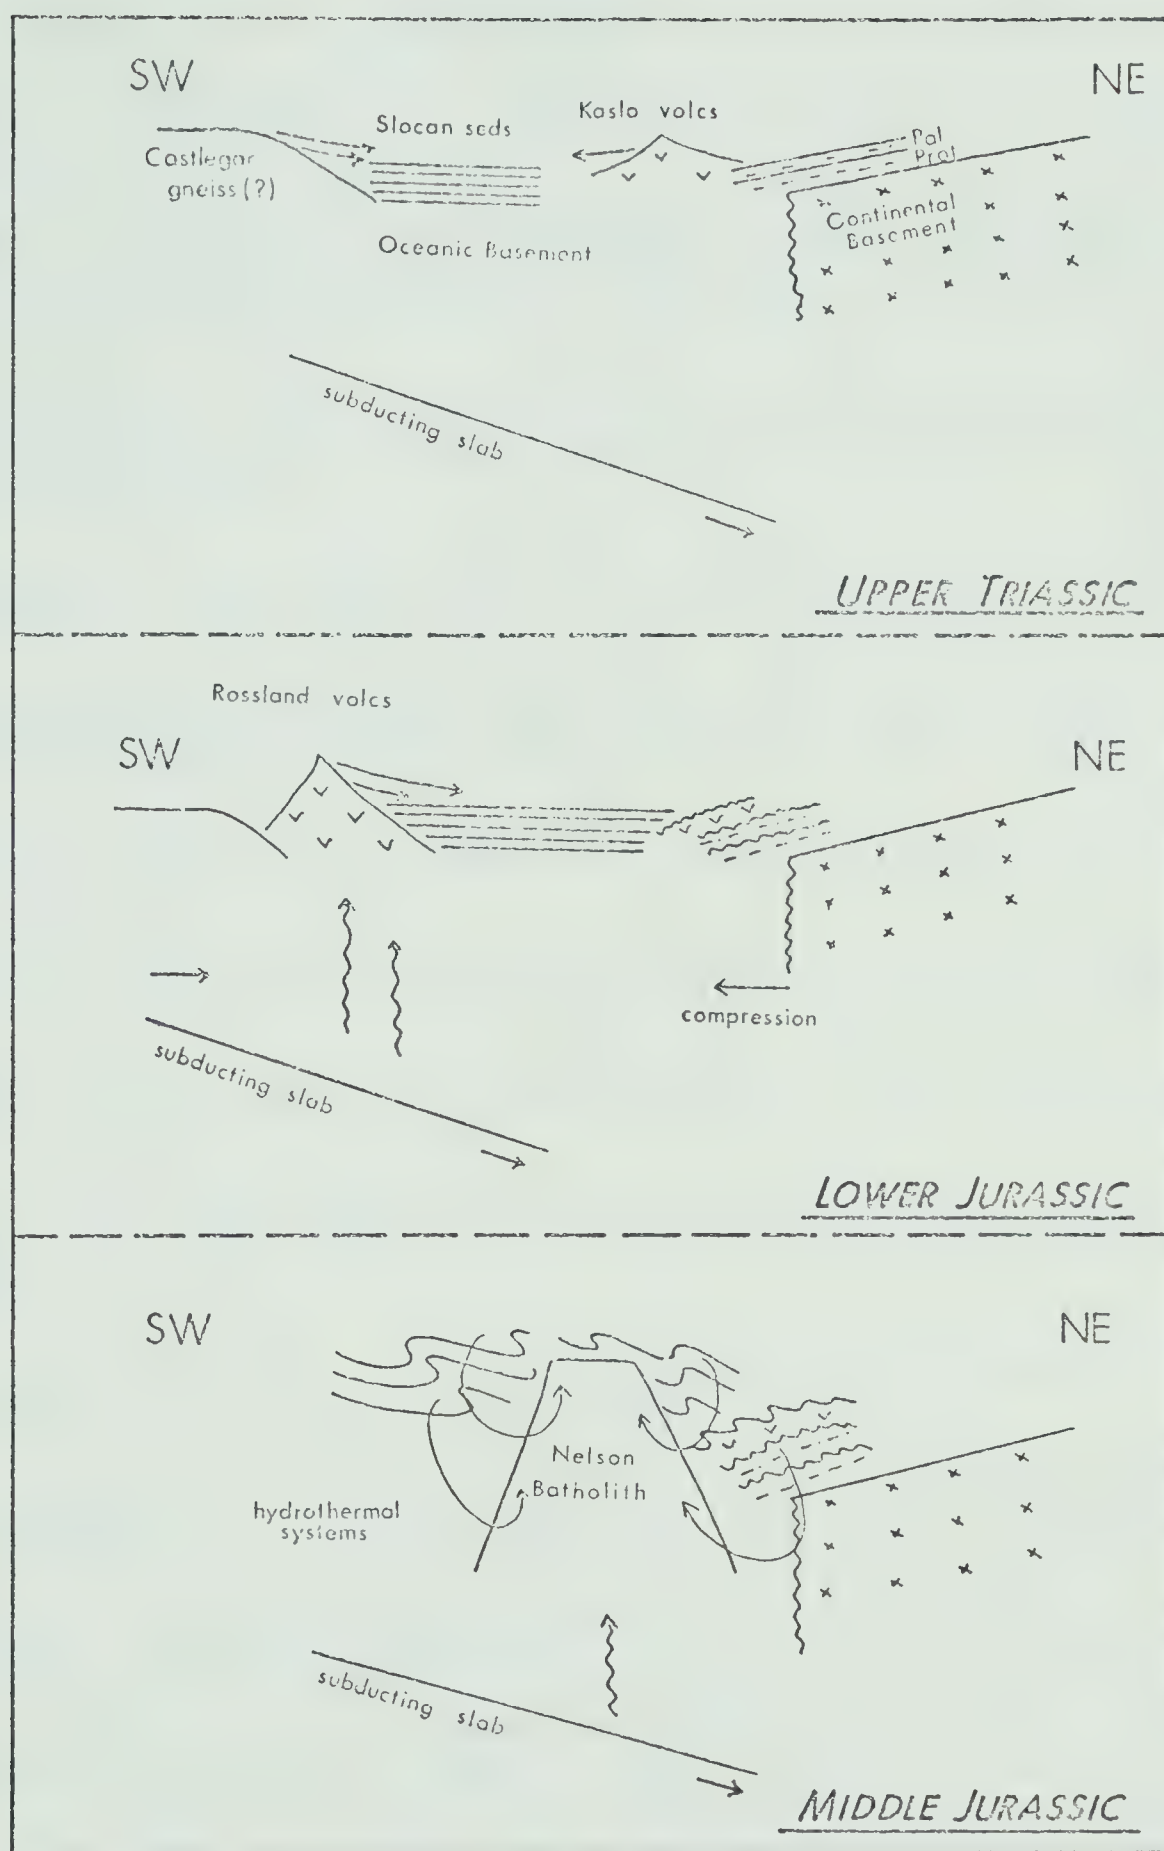 SW
NE
Slocan seds
Kaslo volcs
Castlegar
gneiss (?)
Pal
Prot
Continental
Basement
Oceanic Basement
subducting slab
UPPER TRIASSIC
Rossland volcs
SW
NE
compression
subducting slab
LOWER JURASSIC
SW
NE
Nelson
Batholith
hydrothermal
systems
subducting slab
MIDDLE JURASSIC